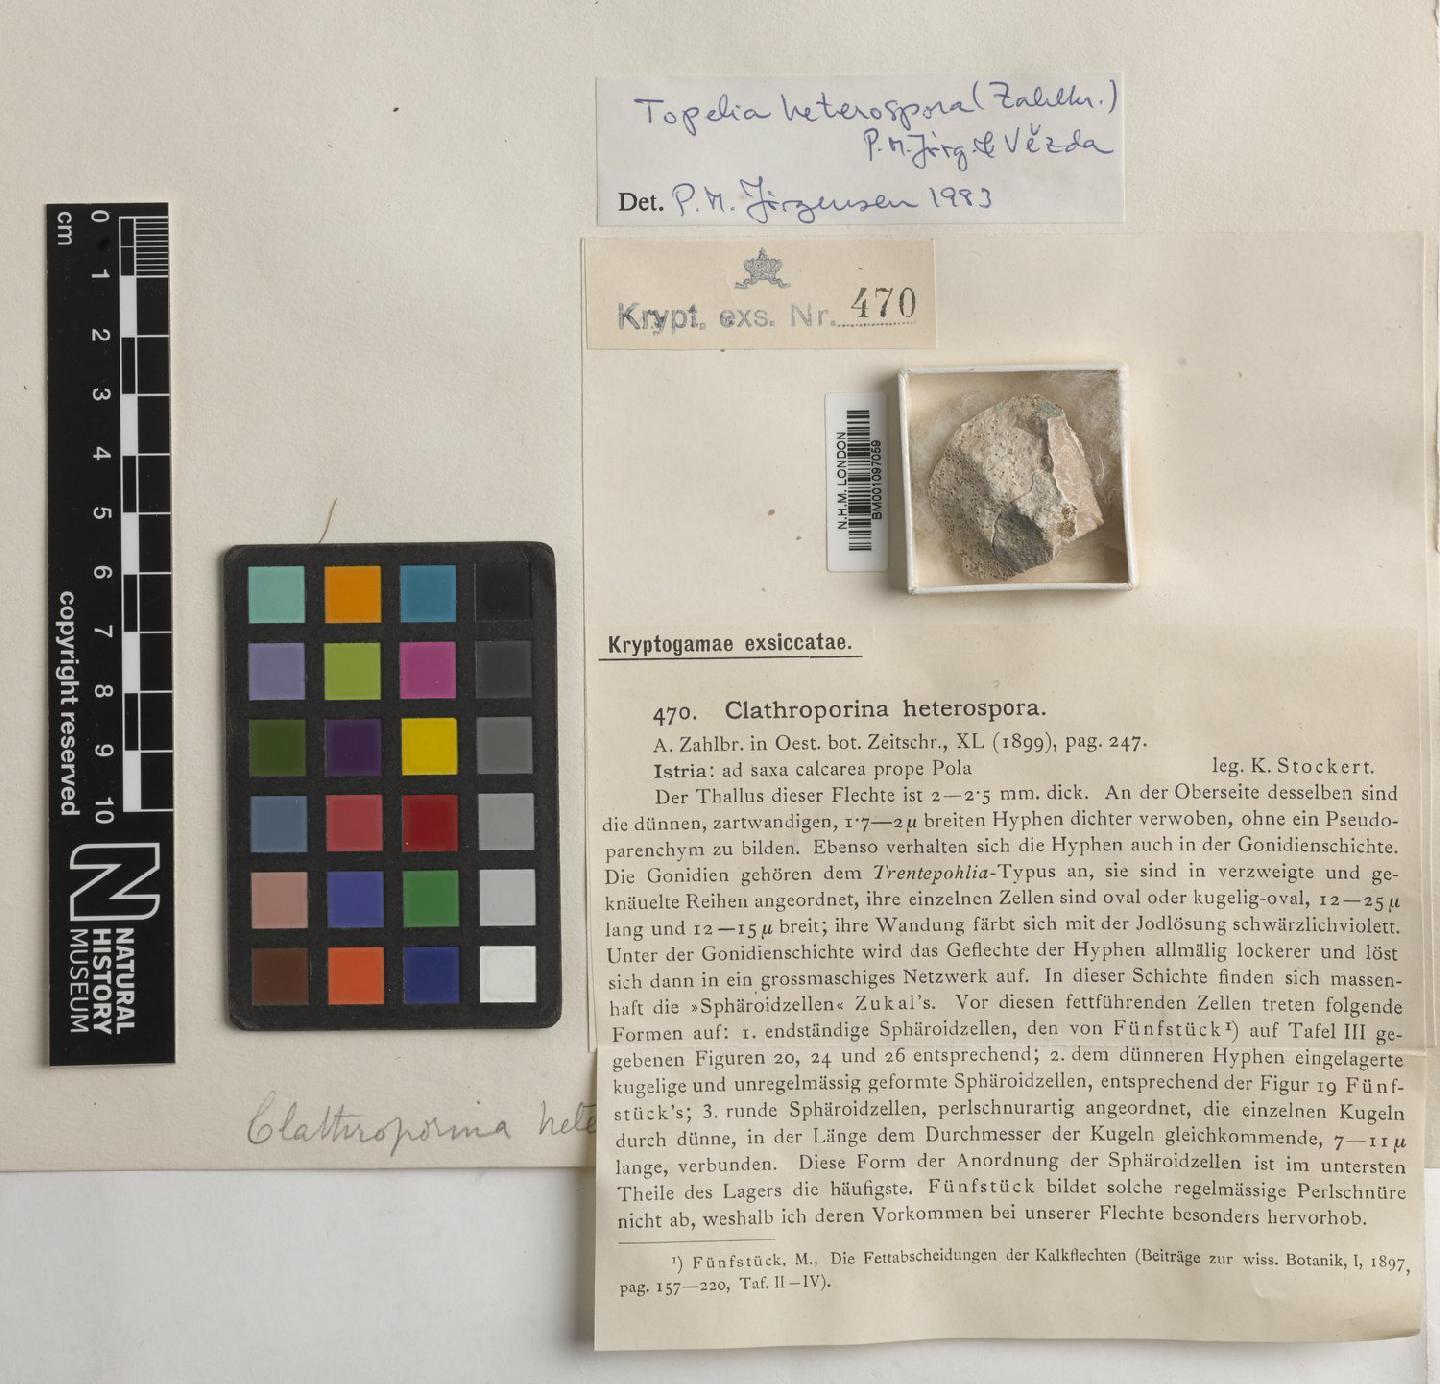 Topelia heterospora (Zahlbr.)
P. M. Jörg. & Vězda
Det. P. M. Jörgensen 1983
Krypt. exs. Nr. 470
N.H.M. LONDON
BM001097059
cm
0 1 2 3 4 5 6 7 8 9 10
copyright reserved
NATURAL
HISTORY
MUSEUM
Kryptogamae exsiccatae.
470. Clathroporina heterospora.
A. Zahlbr. in Oest. bot. Zeitschr., XL (1899), pag. 247.
Istria: ad saxa calcarea prope Pola leg. K. Stockert.
Der Thallus dieser Flechte ist 2—2·5 mm. dick. An der Oberseite desselben sind
die dünnen, zartwandigen, 1·7—2 µ breiten Hyphen dichter verwoben, ohne ein Pseudo-
parenchym zu bilden. Ebenso verhalten sich die Hyphen auch in der Gonidienschichte.
Die Gonidien gehören dem Trentepohlia-Typus an, sie sind in verzweigte und ge-
knäuelte Reihen angeordnet, ihre einzelnen Zellen sind oval oder kugelig-oval, 12—25 µ
lang und 12—15 µ breit; ihre Wandung färbt sich mit der Jodlösung schwärzlichviolett.
Unter der Gonidienschichte wird das Geflechte der Hyphen allmälig lockerer und löst
sich dann in ein grossmaschiges Netzwerk auf. In dieser Schichte finden sich massen-
haft die »Sphäroidzellen« Zukal's. Vor diesen fettführenden Zellen treten folgende
Formen auf: 1. endständige Sphäroidzellen, den von Fünfstück¹) auf Tafel III ge-
gebenen Figuren 20, 24 und 26 entsprechend; 2. dem dünneren Hyphen eingelagerte
kugelige und unregelmässig geformte Sphäroidzellen, entsprechend der Figur 19 Fünf-
stück's; 3. runde Sphäroidzellen, perlschnurartig angeordnet, die einzelnen Kugeln
durch dünne, in der Länge dem Durchmesser der Kugeln gleichkommende, 7—11 µ
lange, verbunden. Diese Form der Anordnung der Sphäroidzellen ist im untersten
Theile des Lagers die häufigste. Fünfstück bildet solche regelmässige Perlschnüre
nicht ab, weshalb ich deren Vorkommen bei unserer Flechte besonders hervorhob.
¹) Fünfstück, M., Die Fettabscheidungen der Kalkflechten (Beiträge zur wiss. Botanik, I, 1897,
pag. 157—220, Taf. II–IV).
Clathroporina hete